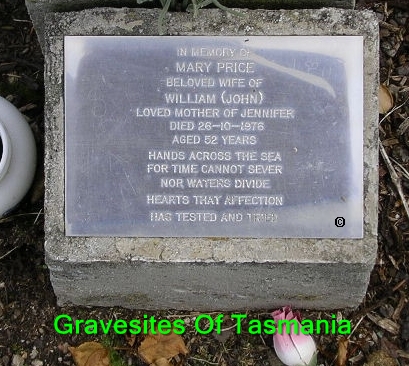 IN MEMORY OF
MARY PRICE
BELOVED WIFE OF
WILLIAM (JOHN)
LOVED MOTHER OF JENNIFER
DIED 26-10-1976
AGED 52 YEARS
HANDS ACROSS THE SEA
FOR TIME CANNOT SEVER
NOR WATERS DIVIDE
HEARTS THAT AFFECTION
HAS TESTED AND TRIED
©
Gravesites Of Tasmania